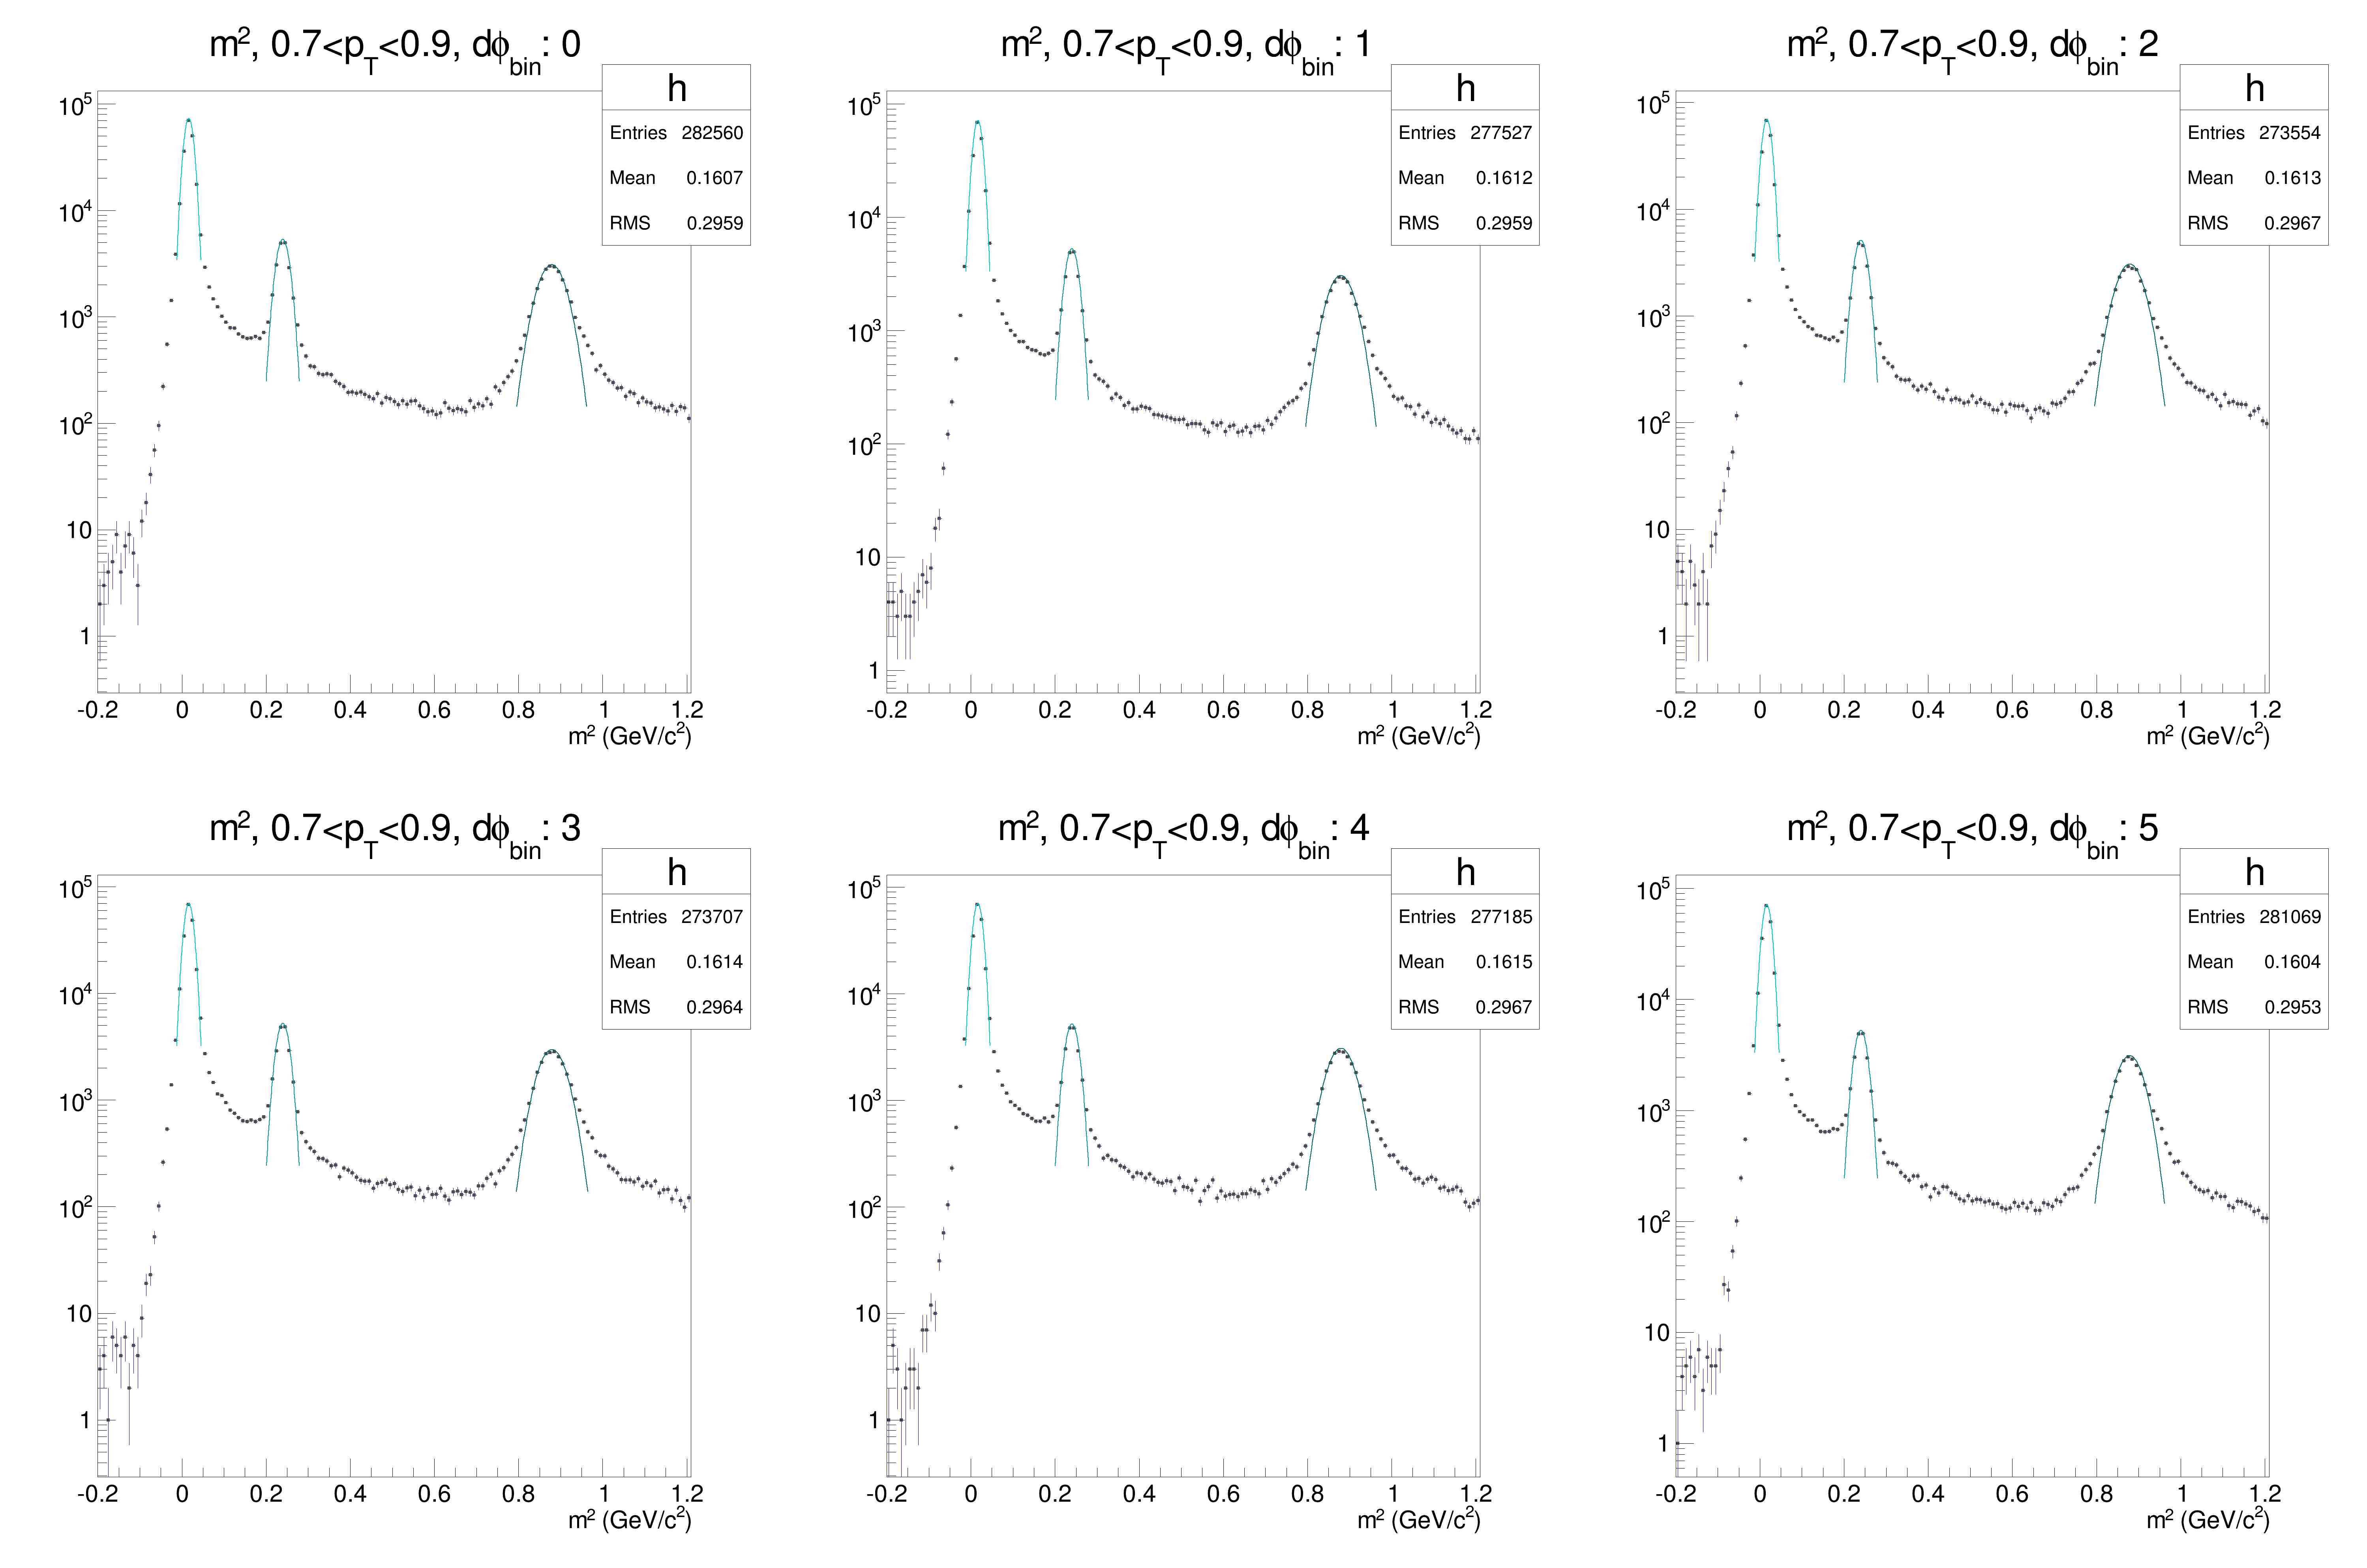 m², 0.7<p_T<0.9, dϕ_bin: 0
h
Entries 282560
Mean 0.1607
RMS 0.2959
10⁵
10⁴
10³
10²
10
1
-0.2 0 0.2 0.4 0.6 0.8 1 1.2
m² (GeV/c²)
m², 0.7<p_T<0.9, dϕ_bin: 1
h
Entries 277527
Mean 0.1612
RMS 0.2959
10⁵
10⁴
10³
10²
10
1
-0.2 0 0.2 0.4 0.6 0.8 1 1.2
m² (GeV/c²)
m², 0.7<p_T<0.9, dϕ_bin: 2
h
Entries 273554
Mean 0.1613
RMS 0.2967
10⁵
10⁴
10³
10²
10
1
-0.2 0 0.2 0.4 0.6 0.8 1 1.2
m² (GeV/c²)
m², 0.7<p_T<0.9, dϕ_bin: 3
h
Entries 273707
Mean 0.1614
RMS 0.2964
10⁵
10⁴
10³
10²
10
1
-0.2 0 0.2 0.4 0.6 0.8 1 1.2
m² (GeV/c²)
m², 0.7<p_T<0.9, dϕ_bin: 4
h
Entries 277185
Mean 0.1615
RMS 0.2967
10⁵
10⁴
10³
10²
10
1
-0.2 0 0.2 0.4 0.6 0.8 1 1.2
m² (GeV/c²)
m², 0.7<p_T<0.9, dϕ_bin: 5
h
Entries 281069
Mean 0.1604
RMS 0.2953
10⁵
10⁴
10³
10²
10
1
-0.2 0 0.2 0.4 0.6 0.8 1 1.2
m² (GeV/c²)